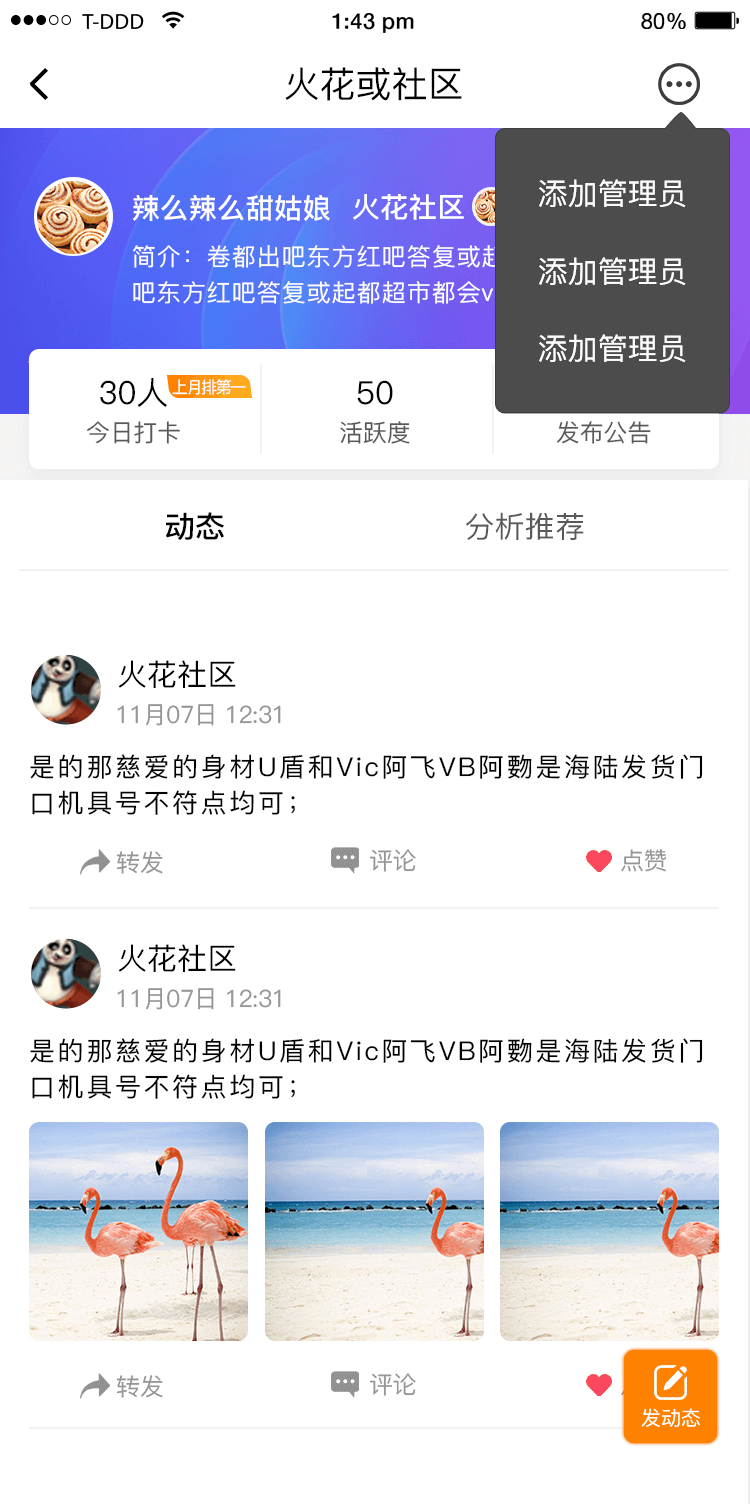 T-DDD
1:43 pm
80%
火花或社区
添加管理员
添加管理员
添加管理员
辣么辣么甜姑娘 火花社区
简介：卷都出吧东方红吧答复或起
吧东方红吧答复或起都超市都会v
30人 上月排第一
今日打卡
50
活跃度
发布公告
动态
分析推荐
火花社区
11月07日 12:31
是的那慈爱的身材U盾和Vic阿飞VB阿覅是海陆发货门
口机具号不符点均可；
转发
评论
点赞
火花社区
11月07日 12:31
是的那慈爱的身材U盾和Vic阿飞VB阿覅是海陆发货门
口机具号不符点均可；
转发
评论
发动态